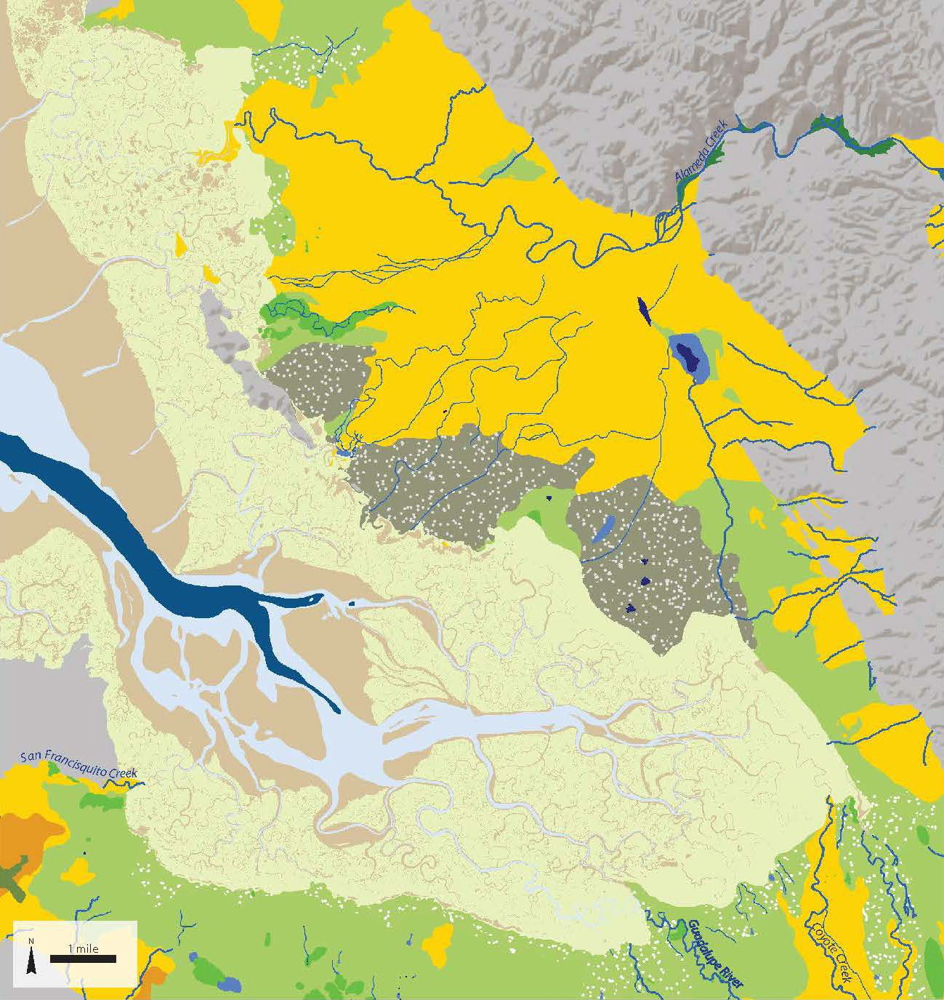 Alameda Creek
San Francisquito Creek
N
1 mile
Guadalupe River
Coyote Creek